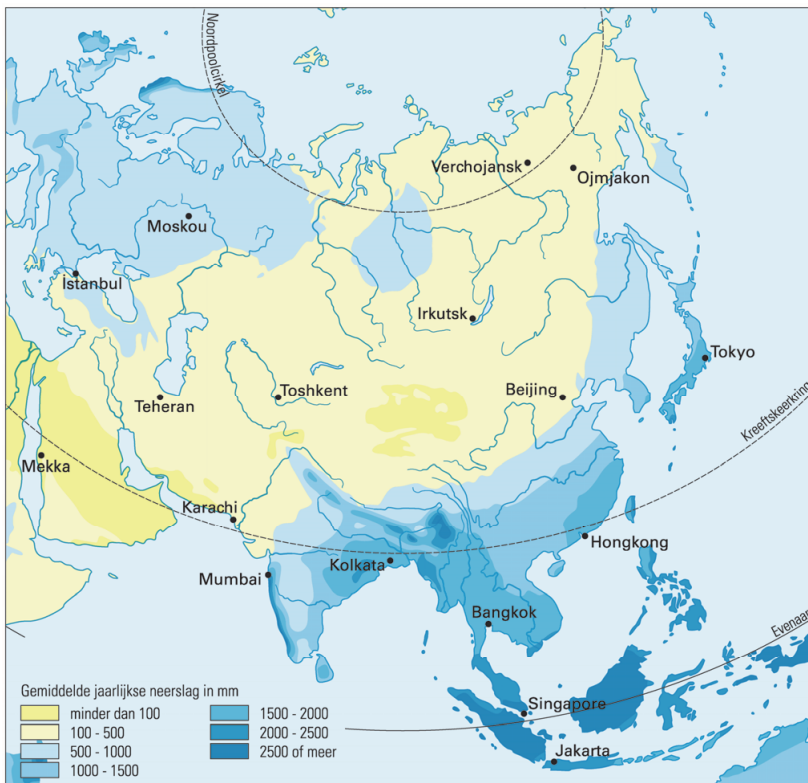 Noordpoolcirkel
Verchojansk
Ojmjakon
Moskou
İstanbul
Irkutsk
Tokyo
Teheran
Toshkent
Beijing
Kreeftskeerkring
Mekka
Karachi
Hongkong
Mumbai
Kolkata
Bangkok
Evenaar
Singapore
Jakarta
Gemiddelde jaarlijkse neerslag in mm
minder dan 100
100 - 500
500 - 1000
1000 - 1500
1500 - 2000
2000 - 2500
2500 of meer